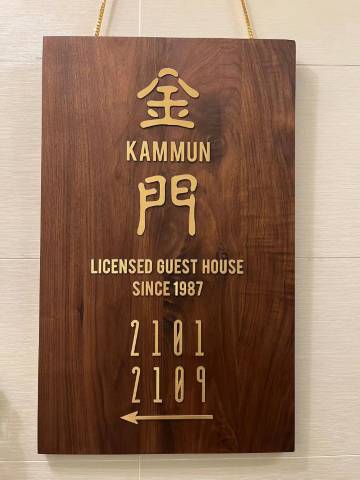 金
KAMMUN
門
LICENSED GUEST HOUSE
SINCE 1987
2101
2109